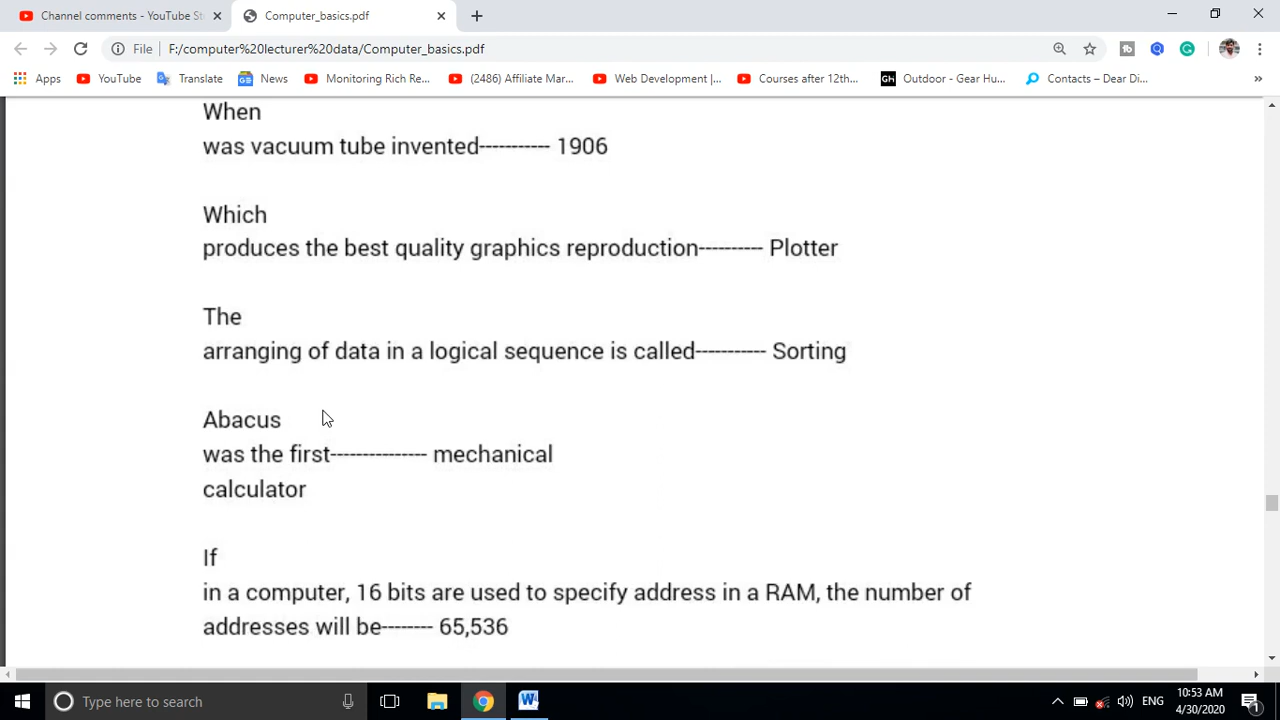 Channel comments - YouTube St
Computer_basics.pdf
File F:/computer%20lecturer%20data/Computer_basics.pdf
Apps YouTube Translate News Monitoring Rich Re... (2486) Affiliate Mar... Web Development |... Courses after 12th... GH Outdoor - Gear Hu... Contacts – Dear Di... »
When
was vacuum tube invented----------- 1906
Which
produces the best quality graphics reproduction---------- Plotter
The
arranging of data in a logical sequence is called----------- Sorting
Abacus
was the first--------------- mechanical
calculator
If
in a computer, 16 bits are used to specify address in a RAM, the number of
addresses will be-------- 65,536
Type here to search
ENG
10:53 AM
4/30/2020
1